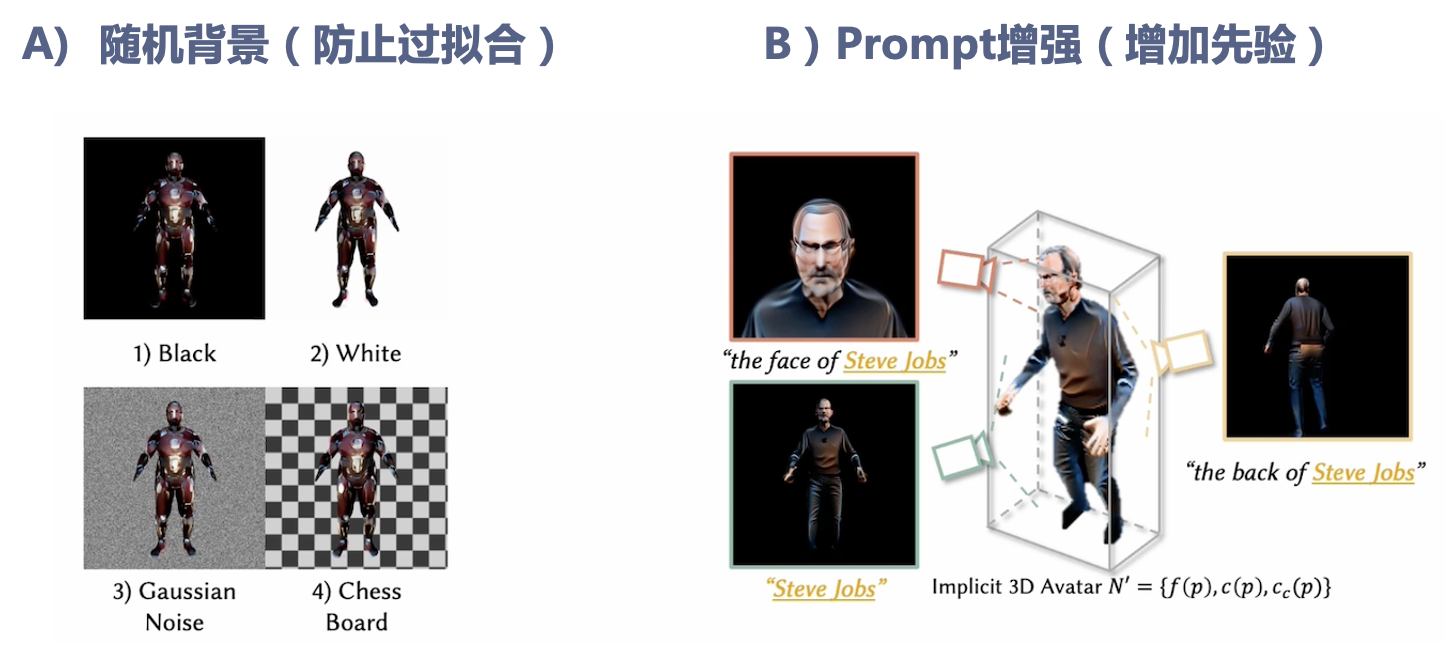 A) 随机背景（防止过拟合）
B）Prompt增强（增加先验）
1) Black
2) White
3) Gaussian
Noise
4) Chess
Board
“the face of Steve Jobs”
“Steve Jobs”
“the back of Steve Jobs”
Implicit 3D Avatar N′ = {f(p), c(p), c_c(p)}